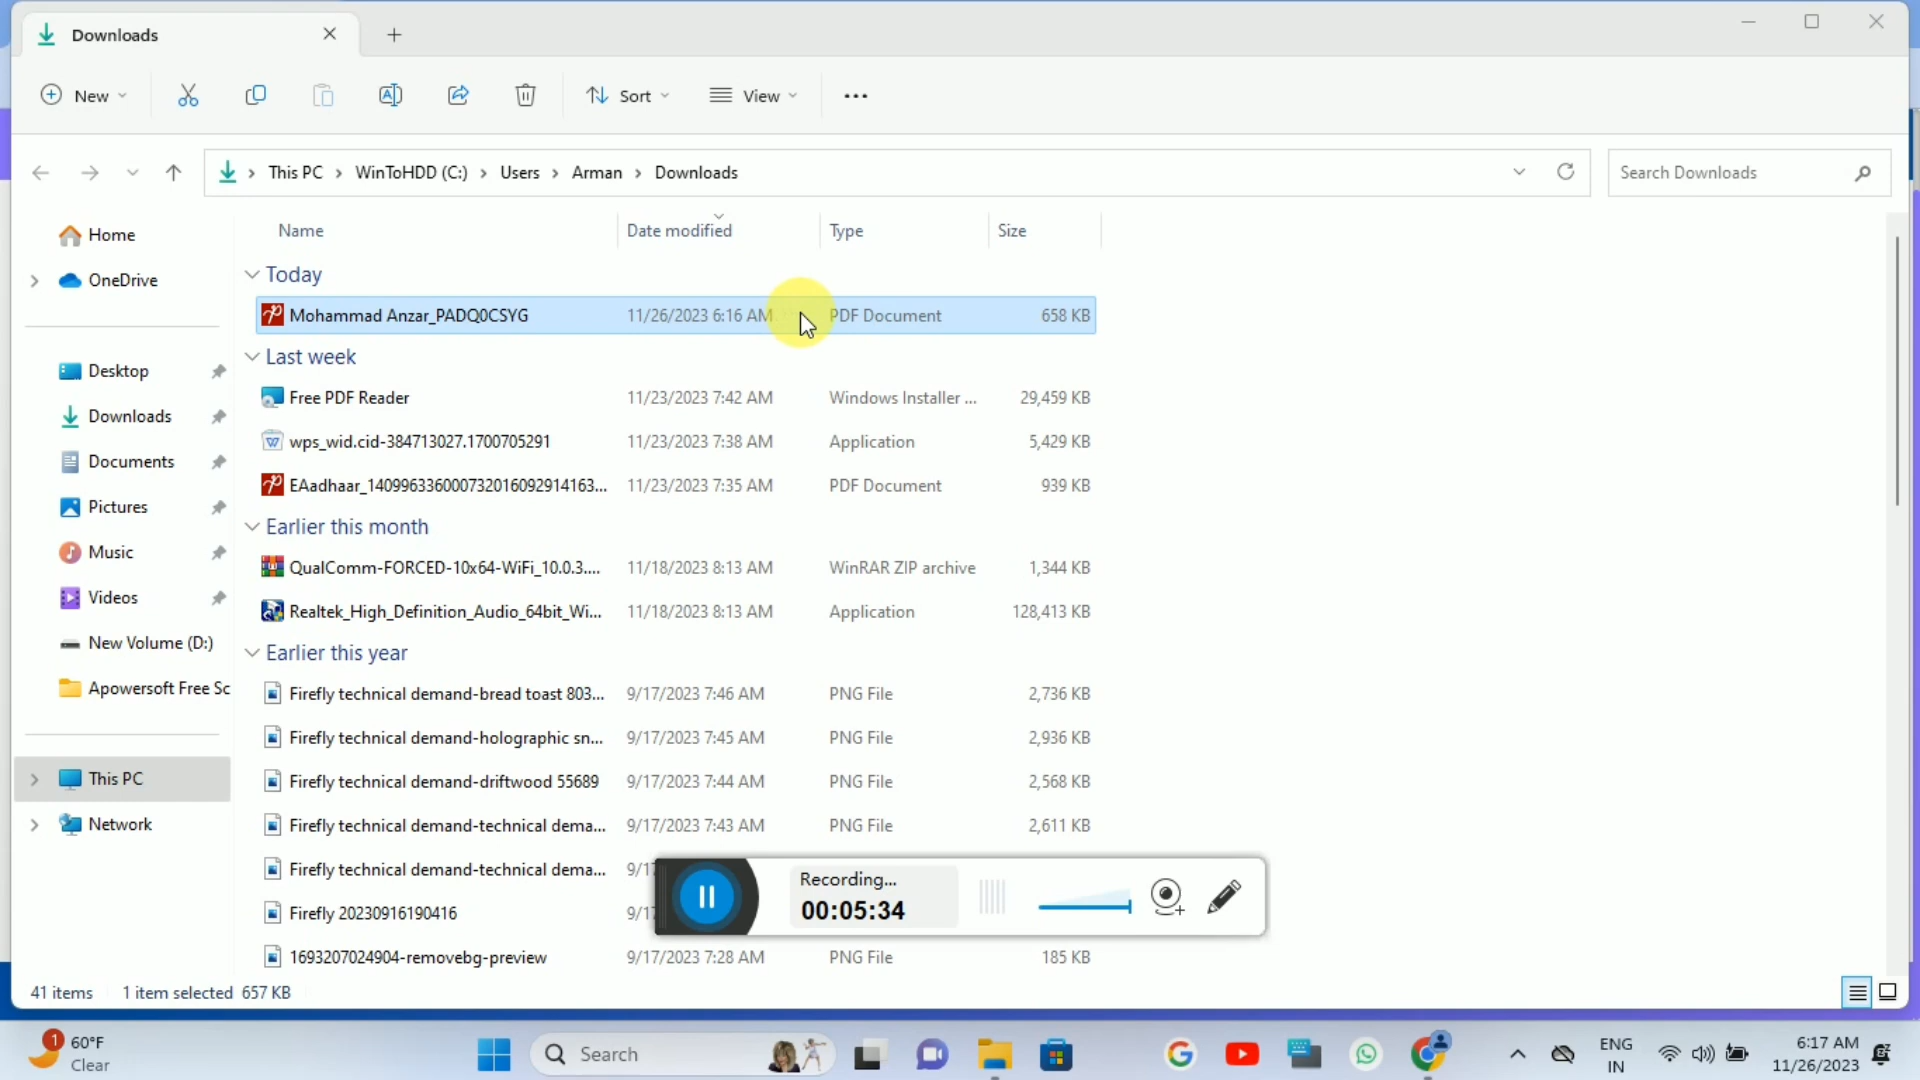 Downloads
New
Sort
View
This PC > WinToHDD (C:) > Users > Arman > Downloads
Search Downloads
Home
OneDrive
Desktop
Downloads
Documents
Pictures
Music
Videos
New Volume (D:)
Apowersoft Free Sc
This PC
Network
Name Date modified Type Size
Today
Mohammad Anzar_PADQ0CSYG 11/26/2023 6:16 AM PDF Document 658 KB
Last week
Free PDF Reader 11/23/2023 7:42 AM Windows Installer ... 29,459 KB
wps_wid.cid-384713027.1700705291 11/23/2023 7:38 AM Application 5,429 KB
EAadhaar_140996336000732016092914163... 11/23/2023 7:35 AM PDF Document 939 KB
Earlier this month
QualComm-FORCED-10x64-WiFi_10.0.3.... 11/18/2023 8:13 AM WinRAR ZIP archive 1,344 KB
Realtek_High_Definition_Audio_64bit_Wi... 11/18/2023 8:13 AM Application 128,413 KB
Earlier this year
Firefly technical demand-bread toast 803... 9/17/2023 7:46 AM PNG File 2,736 KB
Firefly technical demand-holographic sn... 9/17/2023 7:45 AM PNG File 2,936 KB
Firefly technical demand-driftwood 55689 9/17/2023 7:44 AM PNG File 2,568 KB
Firefly technical demand-technical dema... 9/17/2023 7:43 AM PNG File 2,611 KB
Firefly technical demand-technical dema... 9/17
Firefly 20230916190416 9/17
1693207024904-removebg-preview 9/17/2023 7:28 AM PNG File 185 KB
Recording...
00:05:34
41 items 1 item selected 657 KB
1
60°F
Clear
Search
ENG
IN
6:17 AM
11/26/2023